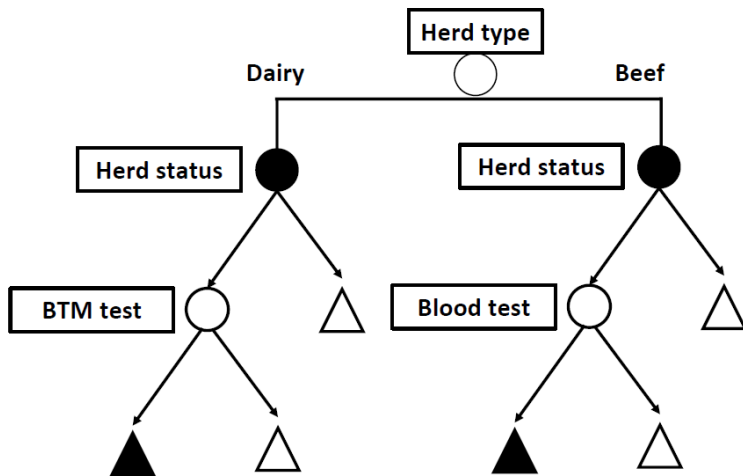 Herd type
Dairy
Beef
Herd status
Herd status
BTM test
Blood test